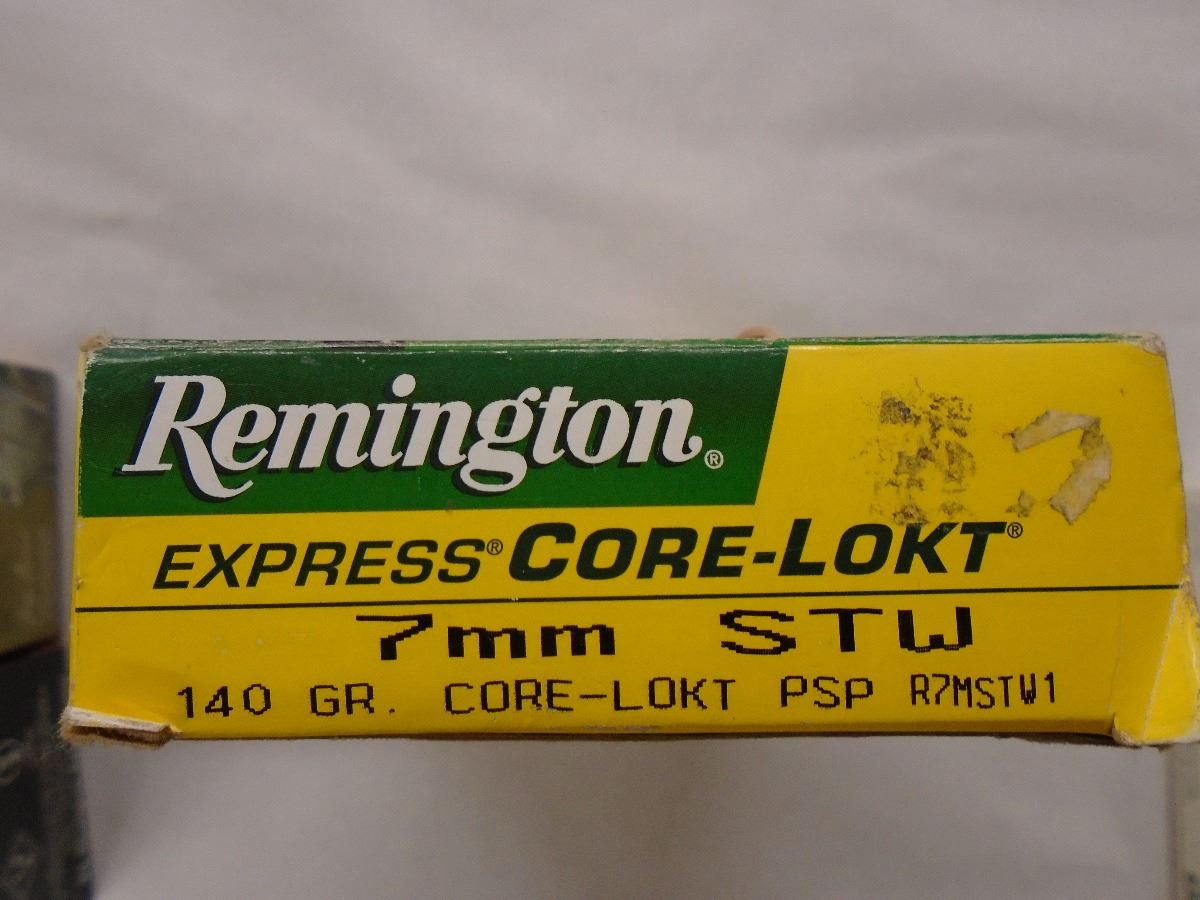 Remington®
EXPRESS® CORE-LOKT®
7mm STW
140 GR. CORE-LOKT PSP R7MSTW1